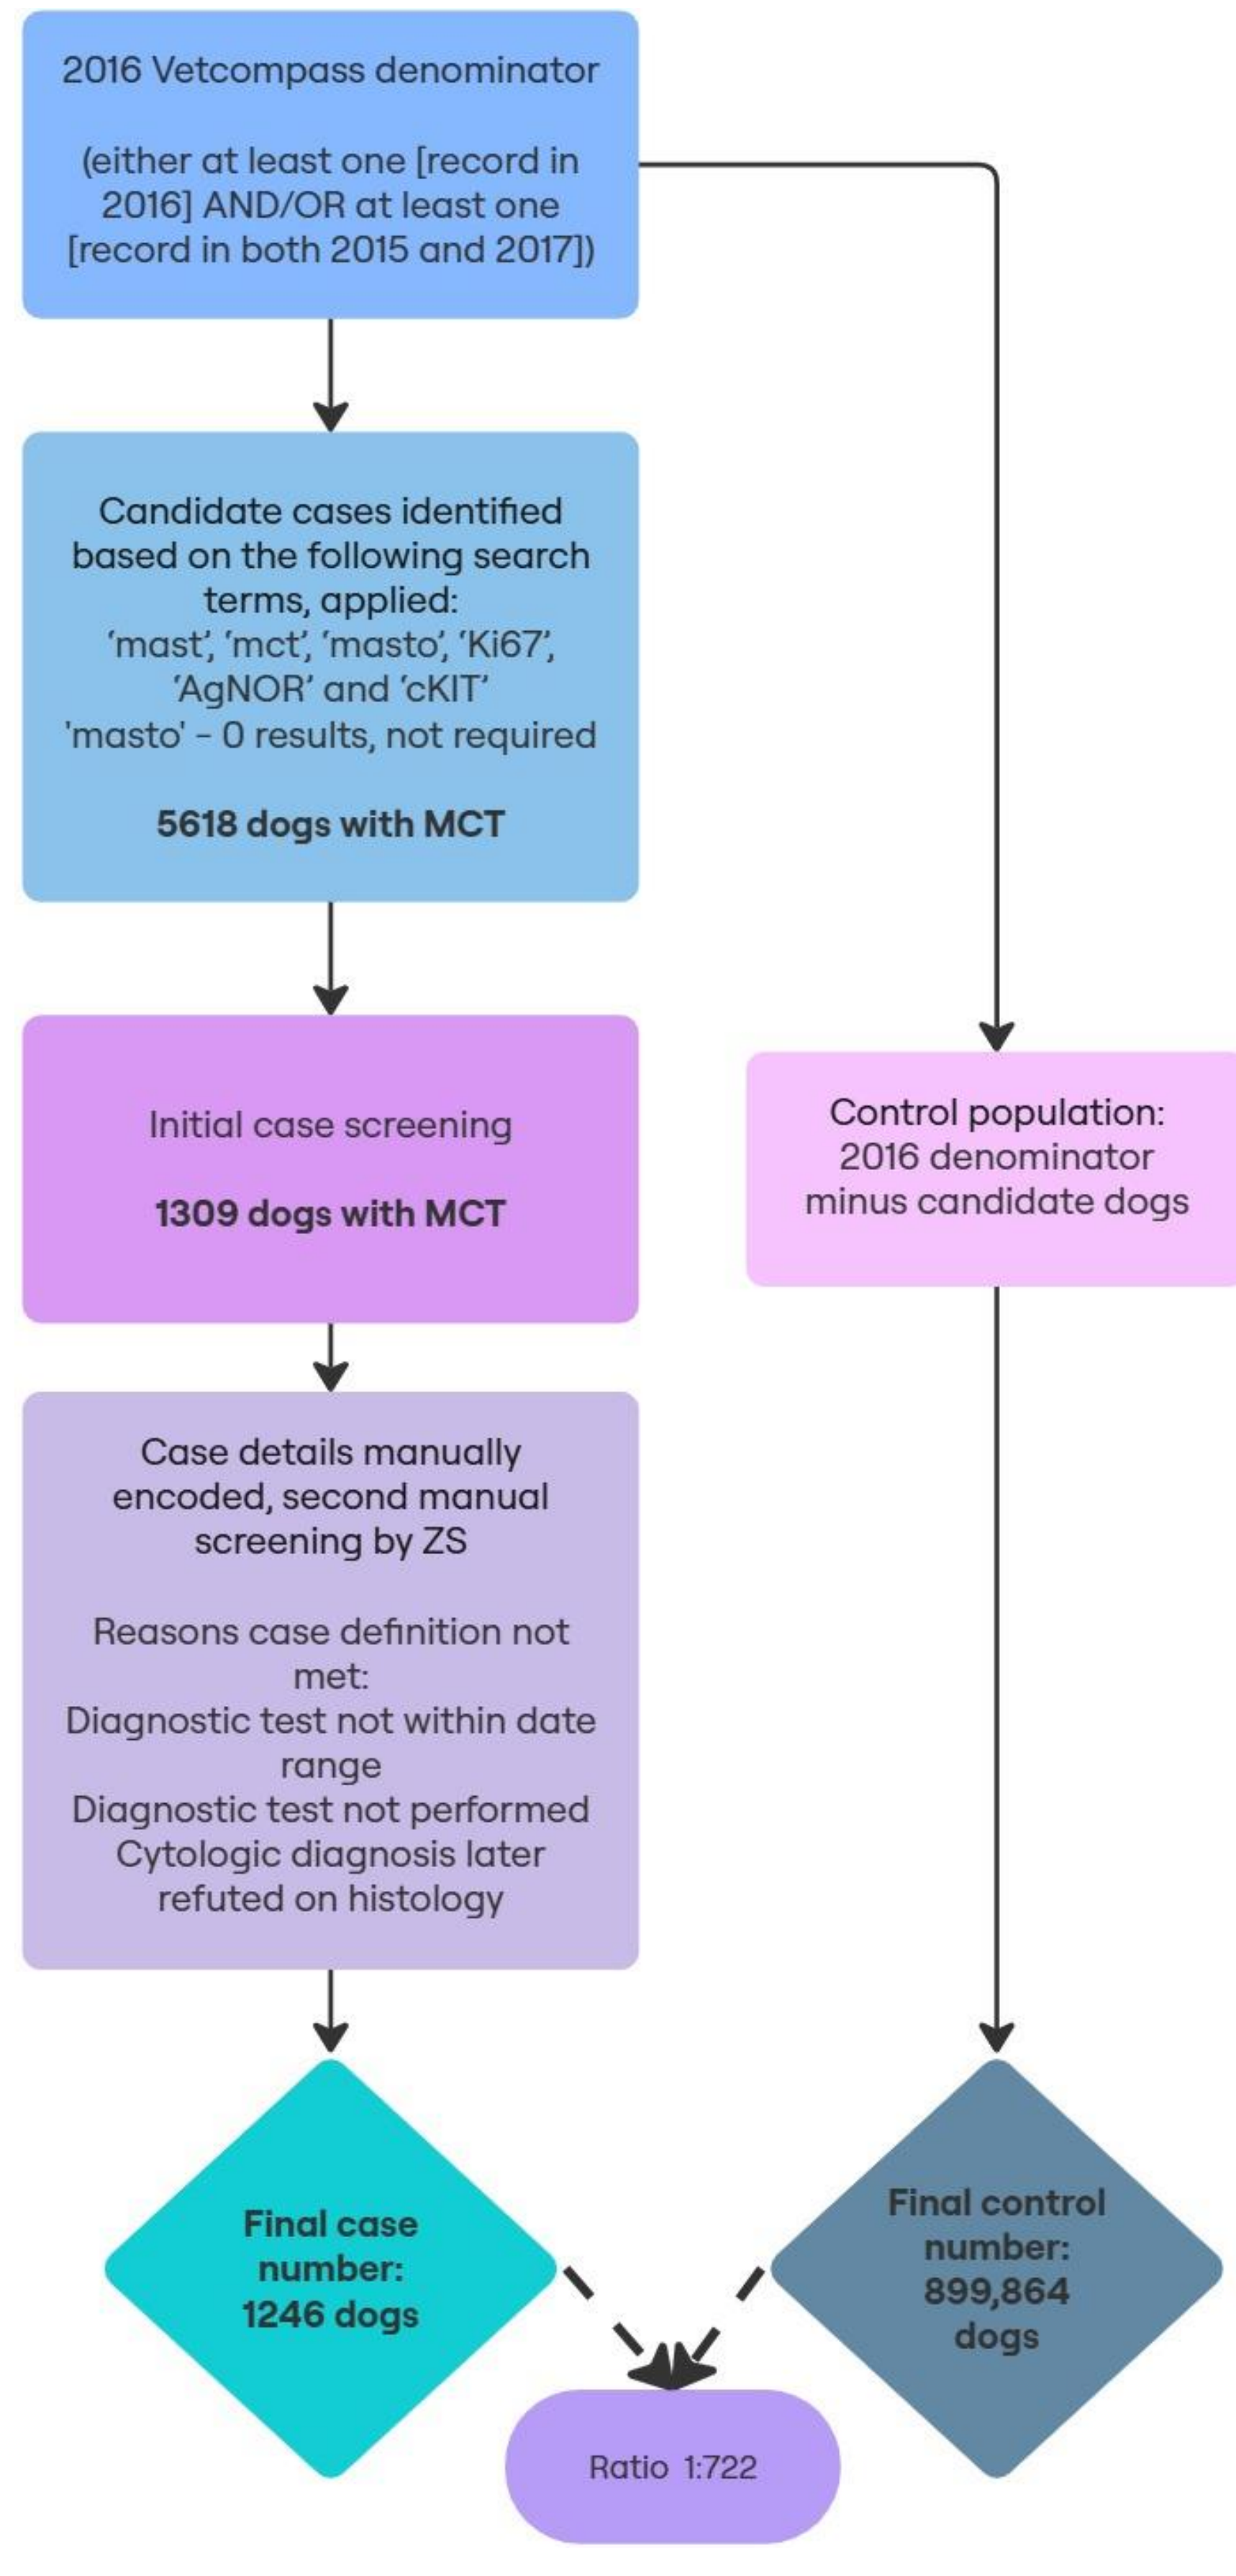 2016 Vetcompass denominator
(either at least one [record in
2016] AND/OR at least one
[record in both 2015 and 2017])
Candidate cases identified
based on the following search
terms, applied:
‘mast’, ‘mct’, ‘masto’, ‘Ki67’,
‘AgNOR’ and ‘cKIT’
'masto' - 0 results, not required
5618 dogs with MCT
Initial case screening
1309 dogs with MCT
Control population:
2016 denominator
minus candidate dogs
Case details manually
encoded, second manual
screening by ZS
Reasons case definition not
met:
Diagnostic test not within date
range
Diagnostic test not performed
Cytologic diagnosis later
refuted on histology
Final case
number:
1246 dogs
Final control
number:
899,864
dogs
Ratio 1:722